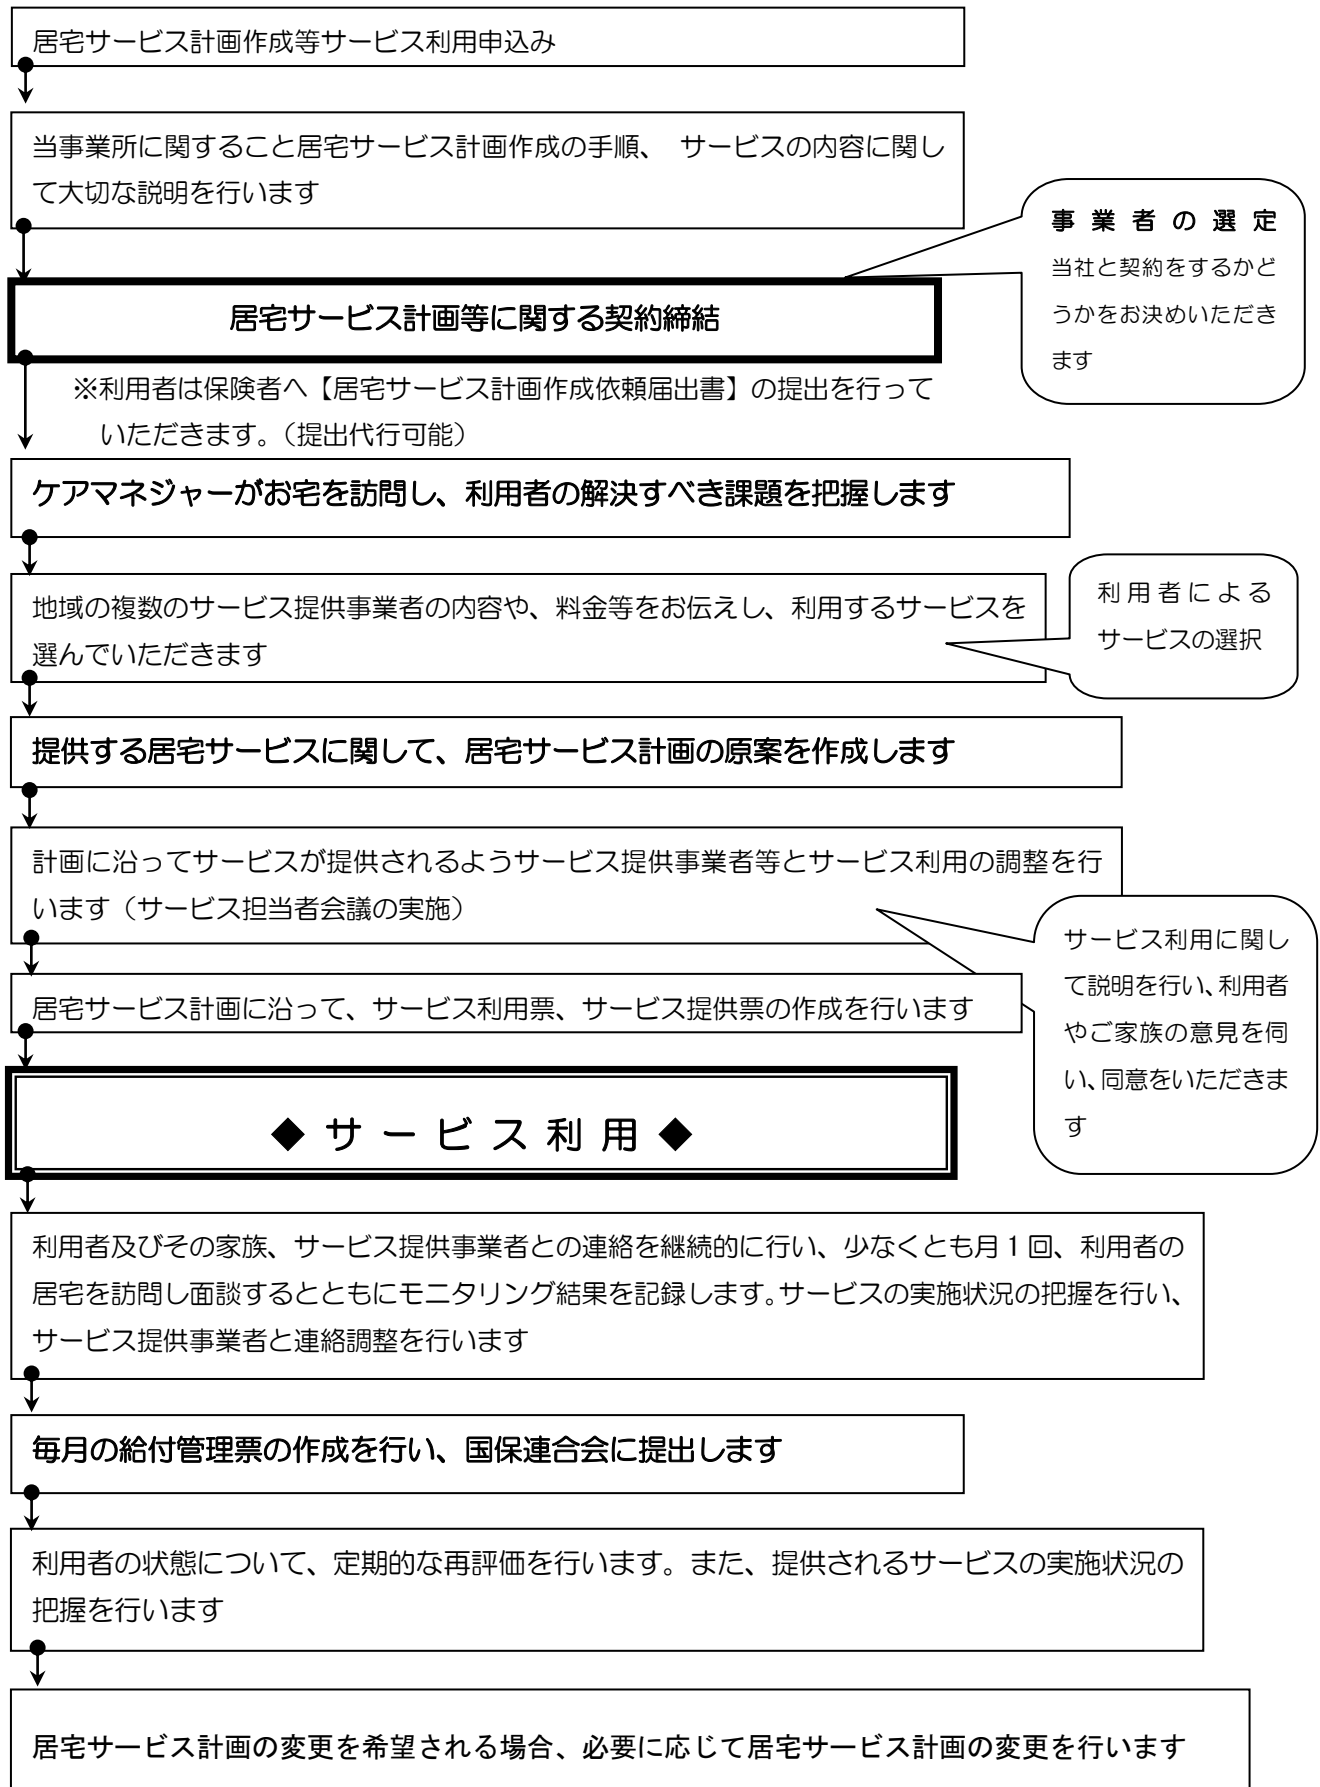 居宅サービス計画作成等サービス利用申込み
当事業所に関すること居宅サービス計画作成の手順、 サービスの内容に関し
て大切な説明を行います
事業者の選定
当社と契約をするかど
うかをお決めいただき
ます
居宅サービス計画等に関する契約締結
※利用者は保険者へ【居宅サービス計画作成依頼届出書】の提出を行って
いただきます。（提出代行可能）
ケアマネジャーがお宅を訪問し、利用者の解決すべき課題を把握します
地域の複数のサービス提供事業者の内容や、料金等をお伝えし、利用するサービスを
選んでいただきます
利用者による
サービスの選択
提供する居宅サービスに関して、居宅サービス計画の原案を作成します
計画に沿ってサービスが提供されるようサービス提供事業者等とサービス利用の調整を行
います（サービス担当者会議の実施）
サービス利用に関し
て説明を行い、利用者
やご家族の意見を伺
い、同意をいただきま
す
居宅サービス計画に沿って、サービス利用票、サービス提供票の作成を行います
◆サービス利用◆
利用者及びその家族、サービス提供事業者との連絡を継続的に行い、少なくとも月１回、利用者の
居宅を訪問し面談するとともにモニタリング結果を記録します。サービスの実施状況の把握を行い、
サービス提供事業者と連絡調整を行います
毎月の給付管理票の作成を行い、国保連合会に提出します
利用者の状態について、定期的な再評価を行います。また、提供されるサービスの実施状況の
把握を行います
居宅サービス計画の変更を希望される場合、必要に応じて居宅サービス計画の変更を行います